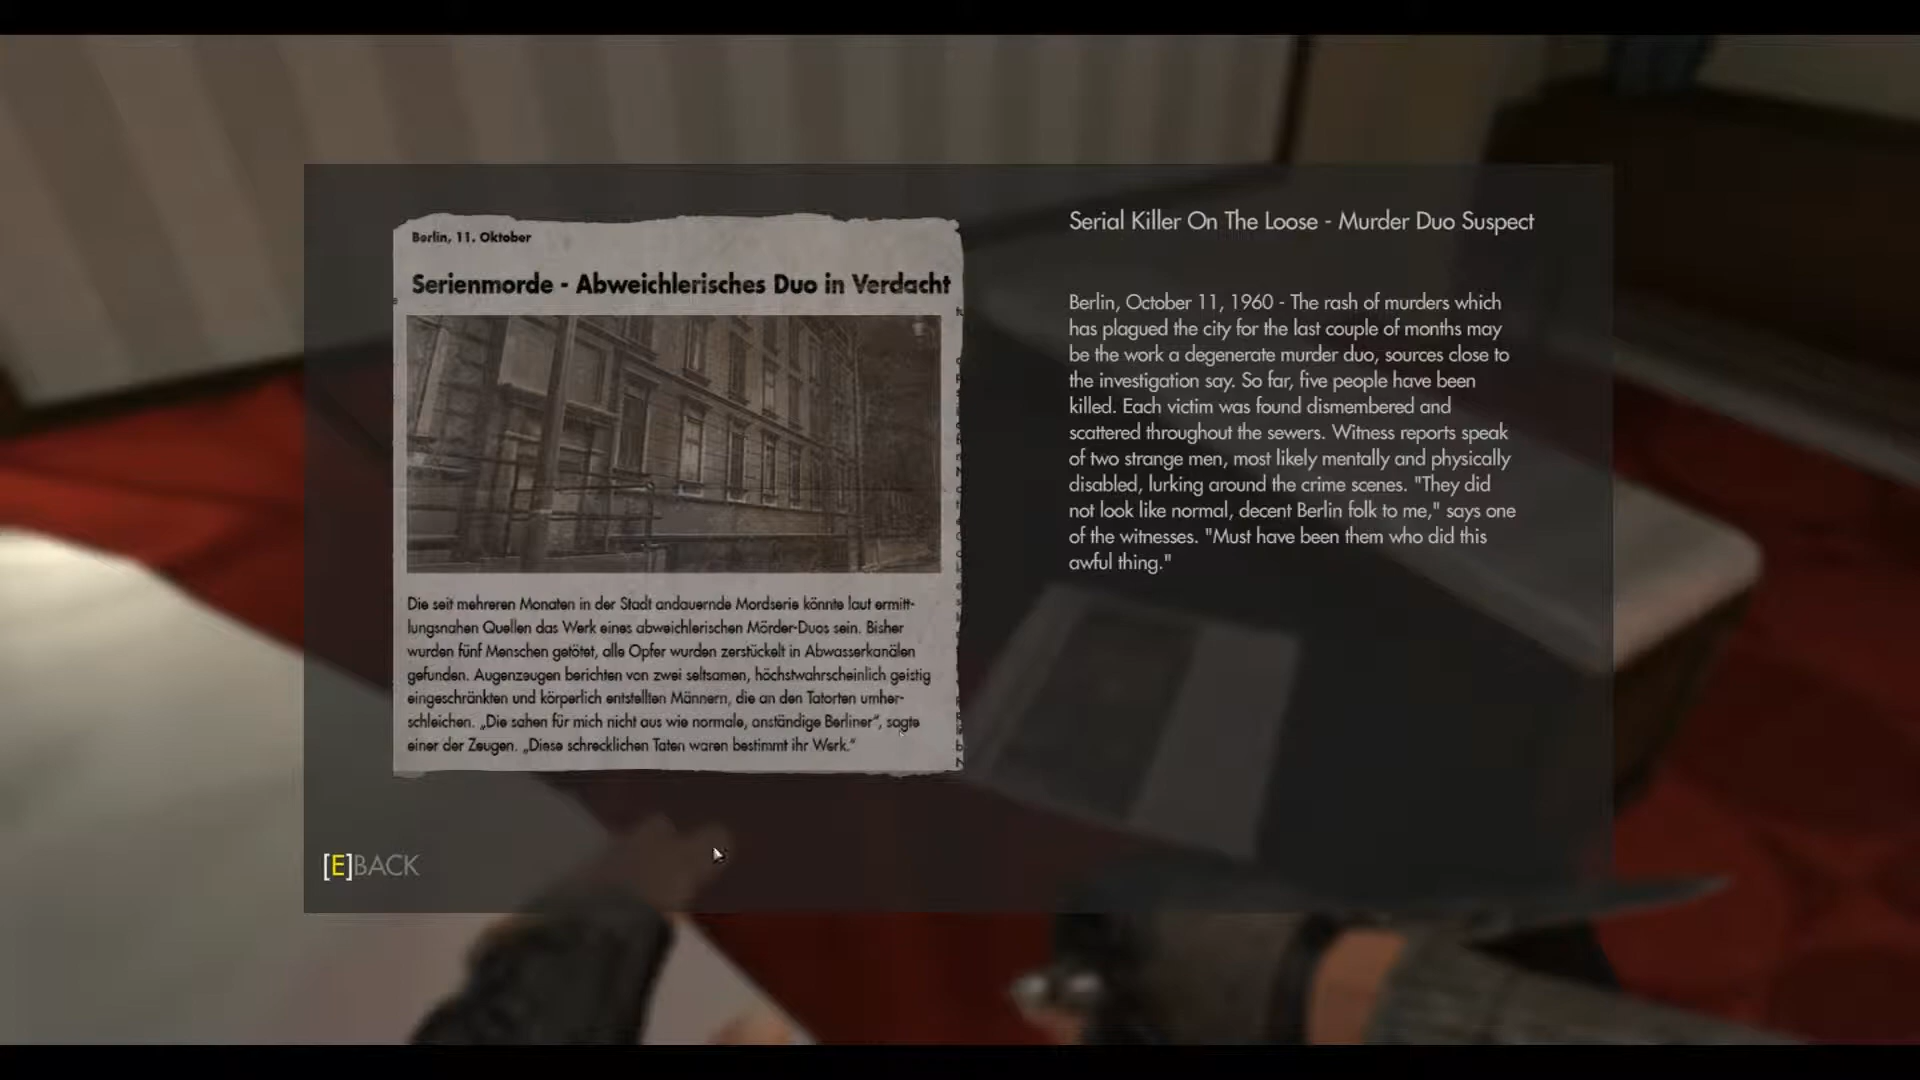 Berlin, 11. Oktober
Serienmorde - Abweichlerisches Duo in Verdacht
Die seit mehreren Monaten in der Stadt andauernde Mordserie könnte laut ermitt-
lungsnahen Quellen das Werk eines abweichlerischen Mörder-Duos sein. Bisher
wurden fünf Menschen getötet, alle Opfer wurden zerstückelt in Abwasserkanälen
gefunden. Augenzeugen berichten von zwei seltsamen, höchstwahrscheinlich geistig
eingeschränkten und körperlich entstellten Männern, die an den Tatorten umher-
schleichen. „Die sahen für mich nicht aus wie normale, anständige Berliner“, sagte
einer der Zeugen. „Diese schrecklichen Taten waren bestimmt ihr Werk.“
Serial Killer On The Loose - Murder Duo Suspect
Berlin, October 11, 1960 - The rash of murders which
has plagued the city for the last couple of months may
be the work a degenerate murder duo, sources close to
the investigation say. So far, five people have been
killed. Each victim was found dismembered and
scattered throughout the sewers. Witness reports speak
of two strange men, most likely mentally and physically
disabled, lurking around the crime scenes. "They did
not look like normal, decent Berlin folk to me," says one
of the witnesses. "Must have been them who did this
awful thing."
[E]BACK